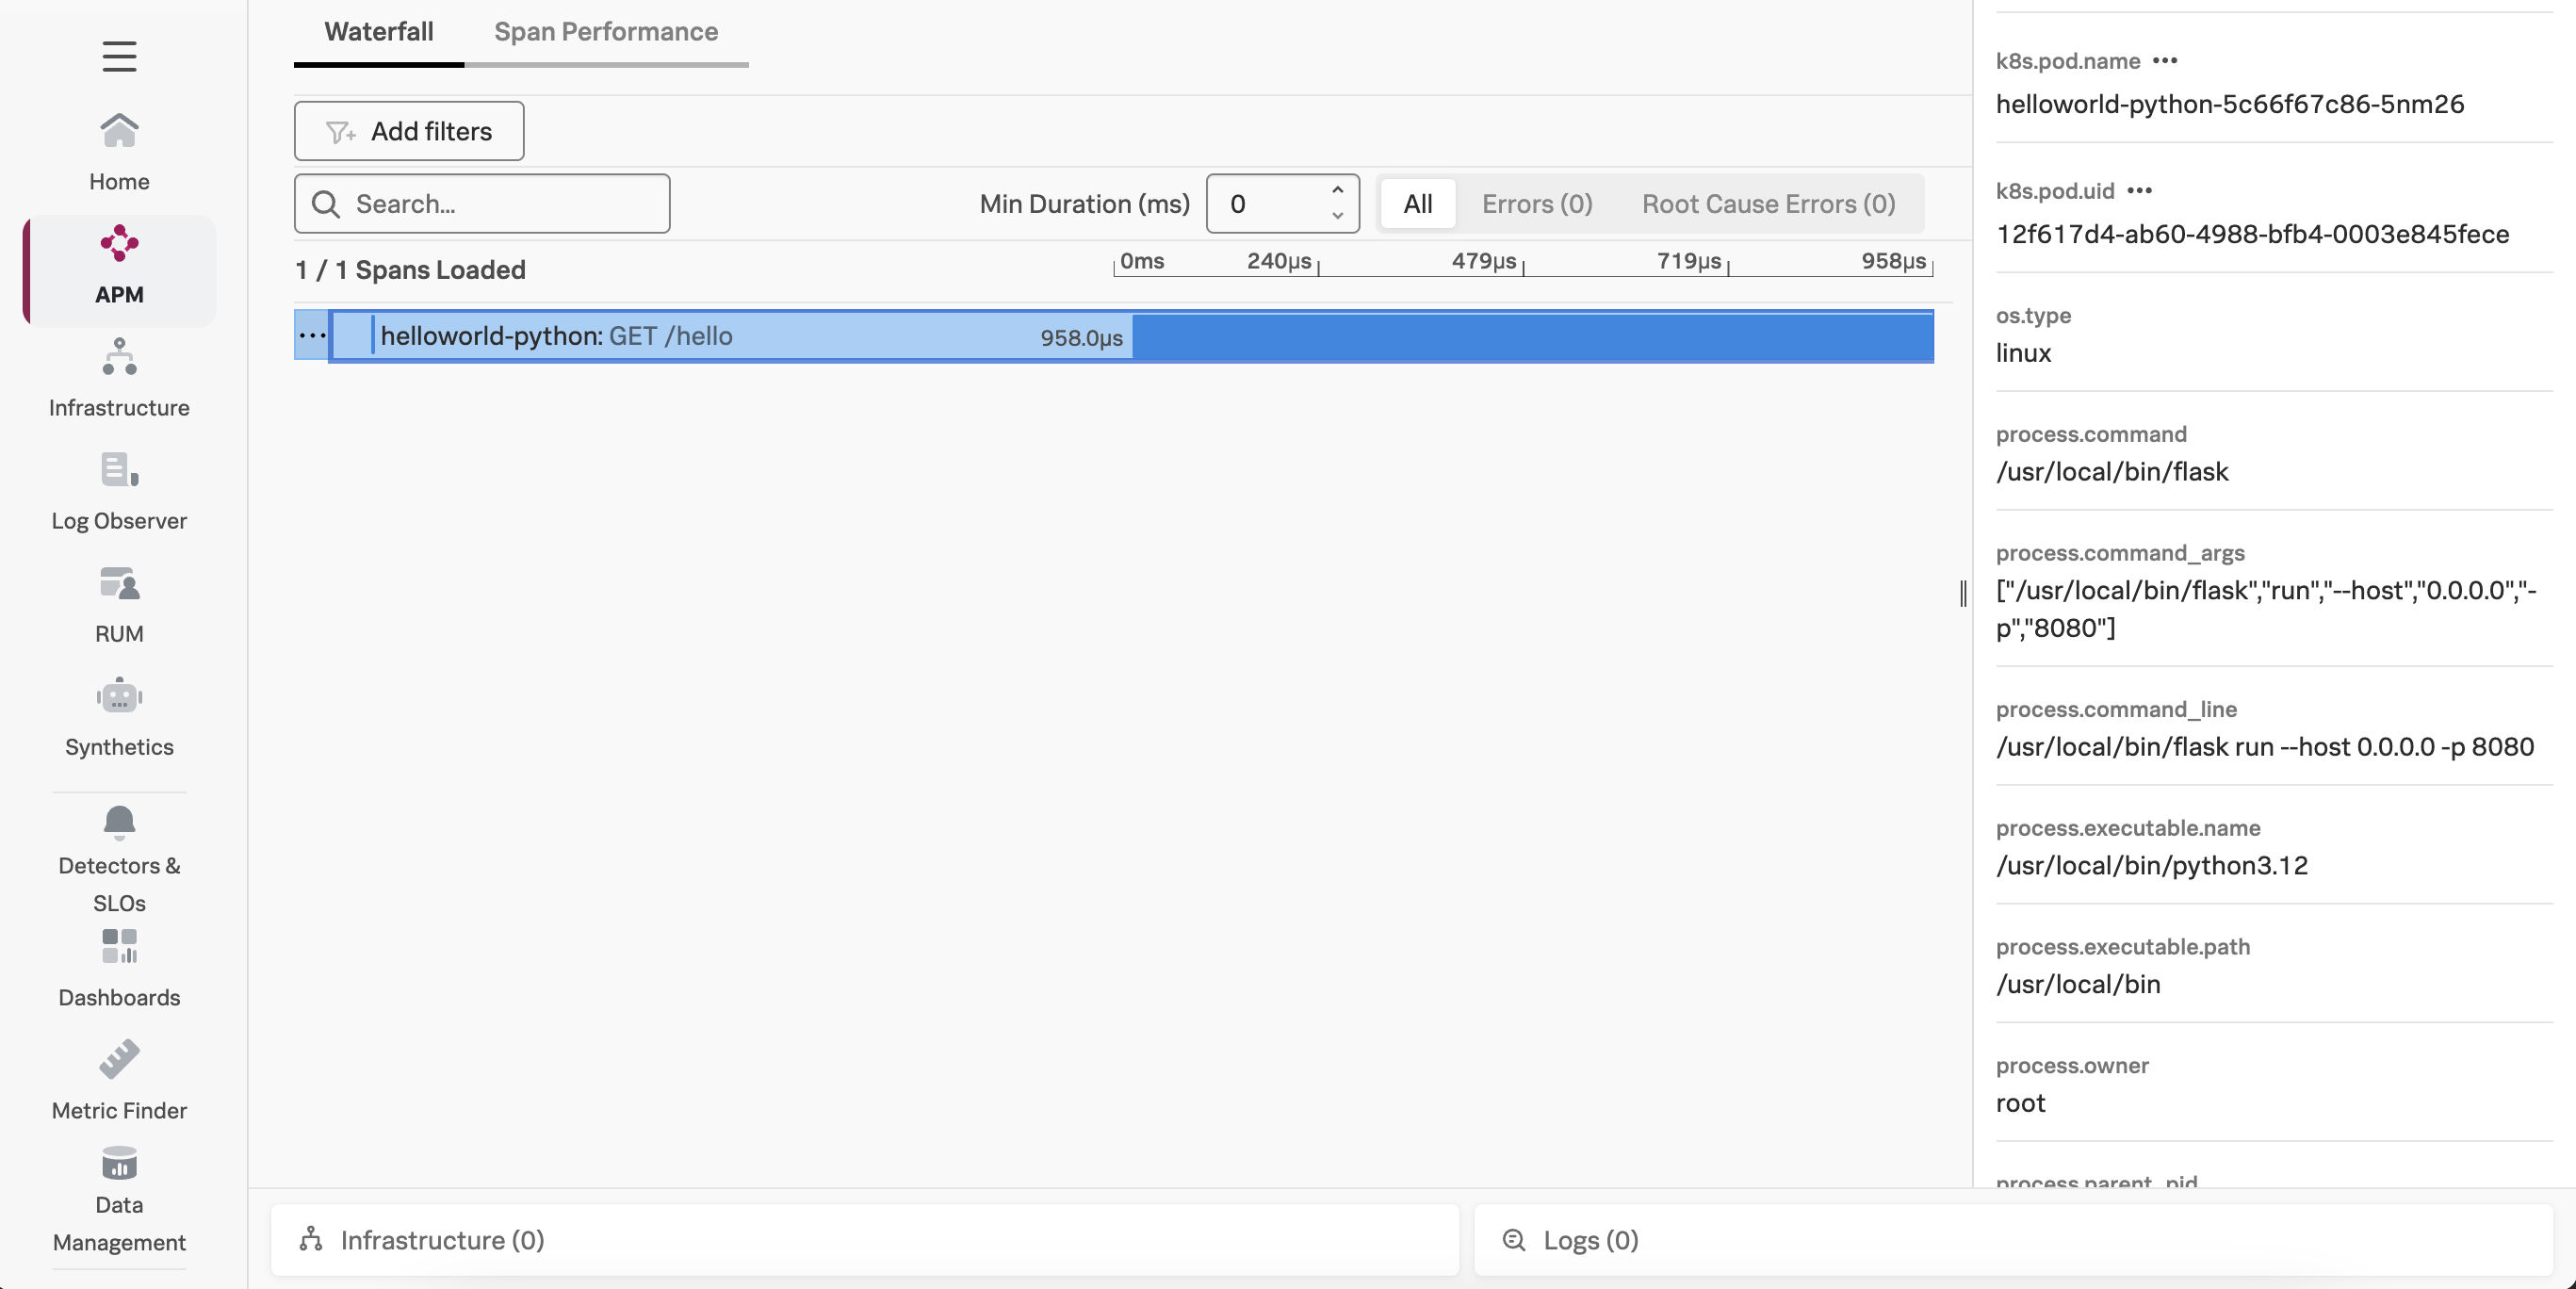 Home
APM
Infrastructure
Log Observer
RUM
Synthetics
Detectors &
SLOs
Dashboards
Metric Finder
Data
Management
Waterfall
Span Performance
Add filters
Search...
Min Duration (ms)
0
All
Errors (0)
Root Cause Errors (0)
1 / 1 Spans Loaded
0ms
240µs
479µs
719µs
958µs
helloworld-python: GET /hello
958.0µs
k8s.pod.name
helloworld-python-5c66f67c86-5nm26
k8s.pod.uid
12f617d4-ab60-4988-bfb4-0003e845fece
os.type
linux
process.command
/usr/local/bin/flask
process.command_args
["/usr/local/bin/flask","run","--host","0.0.0.0","-
p","8080"]
process.command_line
/usr/local/bin/flask run --host 0.0.0.0 -p 8080
process.executable.name
/usr/local/bin/python3.12
process.executable.path
/usr/local/bin
process.owner
root
process.parent_pid
Infrastructure (0)
Logs (0)